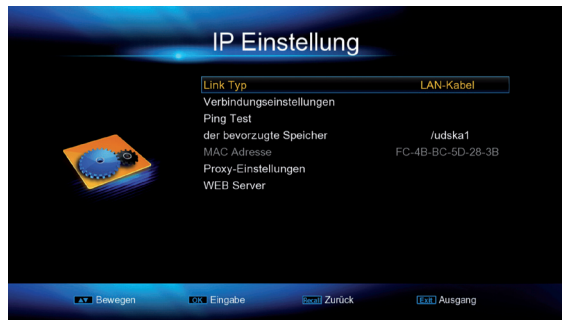 IP Einstellung
Link Typ LAN-Kabel
Verbindungseinstellungen
Ping Test
der bevorzugte Speicher /udska1
MAC Adresse FC-4B-BC-5D-28-3B
Proxy-Einstellungen
WEB Server
▲▼ Bewegen OK Eingabe Recall Zurück Exit Ausgang